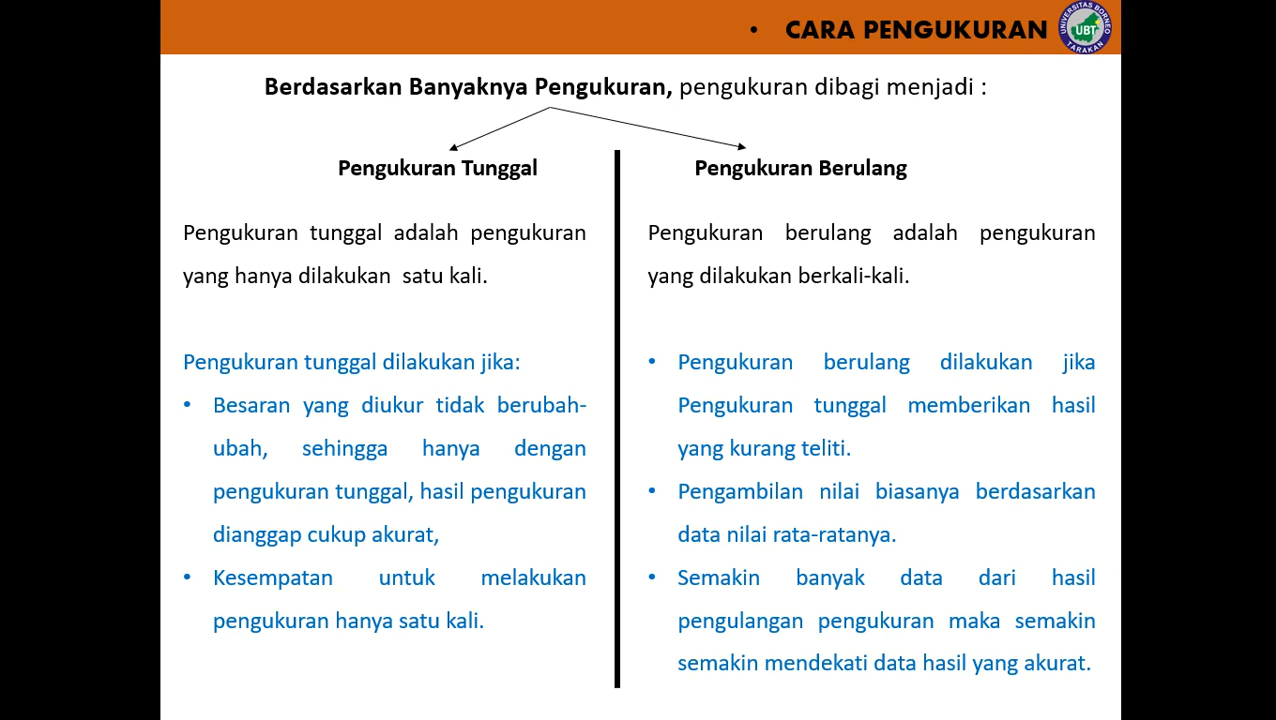 • CARA PENGUKURAN
UNIVERSITAS BORNEO
UBT
TARAKAN
Berdasarkan Banyaknya Pengukuran, pengukuran dibagi menjadi :
Pengukuran Tunggal
Pengukuran tunggal adalah pengukuran
yang hanya dilakukan satu kali.
Pengukuran tunggal dilakukan jika:
• Besaran yang diukur tidak berubah-
ubah, sehingga hanya dengan
pengukuran tunggal, hasil pengukuran
dianggap cukup akurat,
• Kesempatan untuk melakukan
pengukuran hanya satu kali.
Pengukuran Berulang
Pengukuran berulang adalah pengukuran
yang dilakukan berkali-kali.
• Pengukuran berulang dilakukan jika
Pengukuran tunggal memberikan hasil
yang kurang teliti.
• Pengambilan nilai biasanya berdasarkan
data nilai rata-ratanya.
• Semakin banyak data dari hasil
pengulangan pengukuran maka semakin
semakin mendekati data hasil yang akurat.